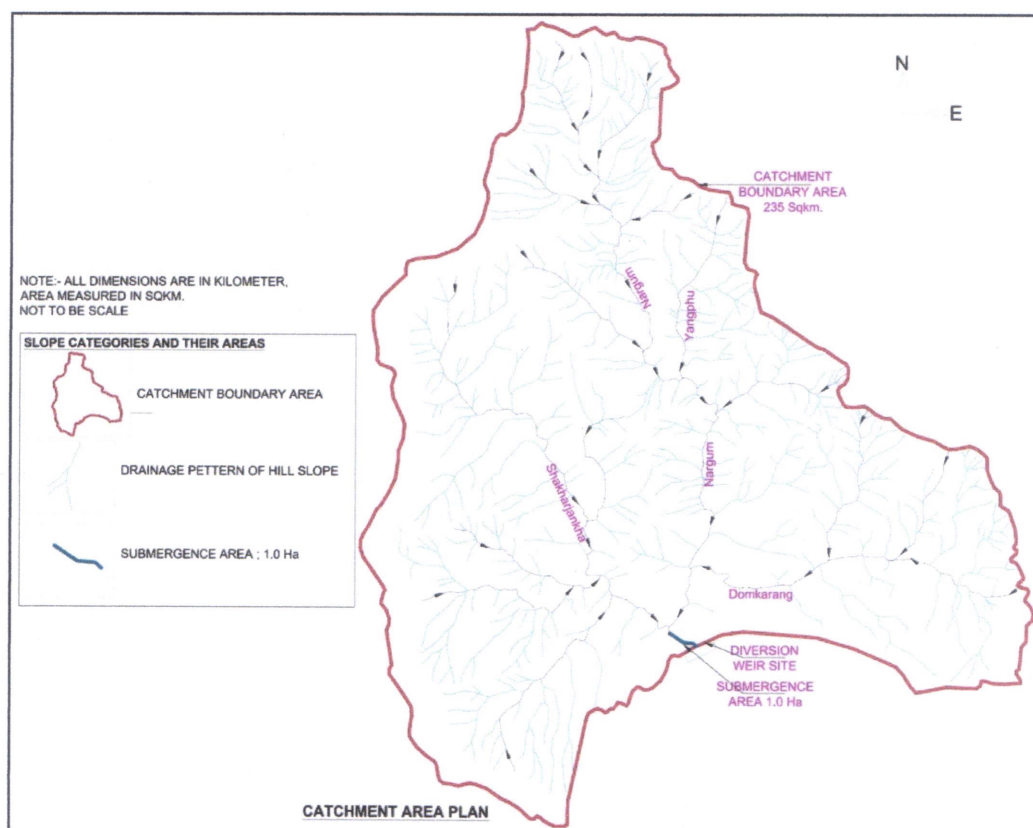 N
E
CATCHMENT
BOUNDARY AREA
235 Sqkm.
NOTE:- ALL DIMENSIONS ARE IN KILOMETER,
AREA MEASURED IN SQKM.
NOT TO BE SCALE
SLOPE CATEGORIES AND THEIR AREAS
CATCHMENT BOUNDARY AREA
DRAINAGE PETTERN OF HILL SLOPE
SUBMERGENCE AREA ; 1.0 Ha
Nargum
Yangphu
Nargum
Shakharjankha
Domkarang
DIVERSION
WEIR SITE
SUBMERGENCE
AREA 1.0 Ha
CATCHMENT AREA PLAN